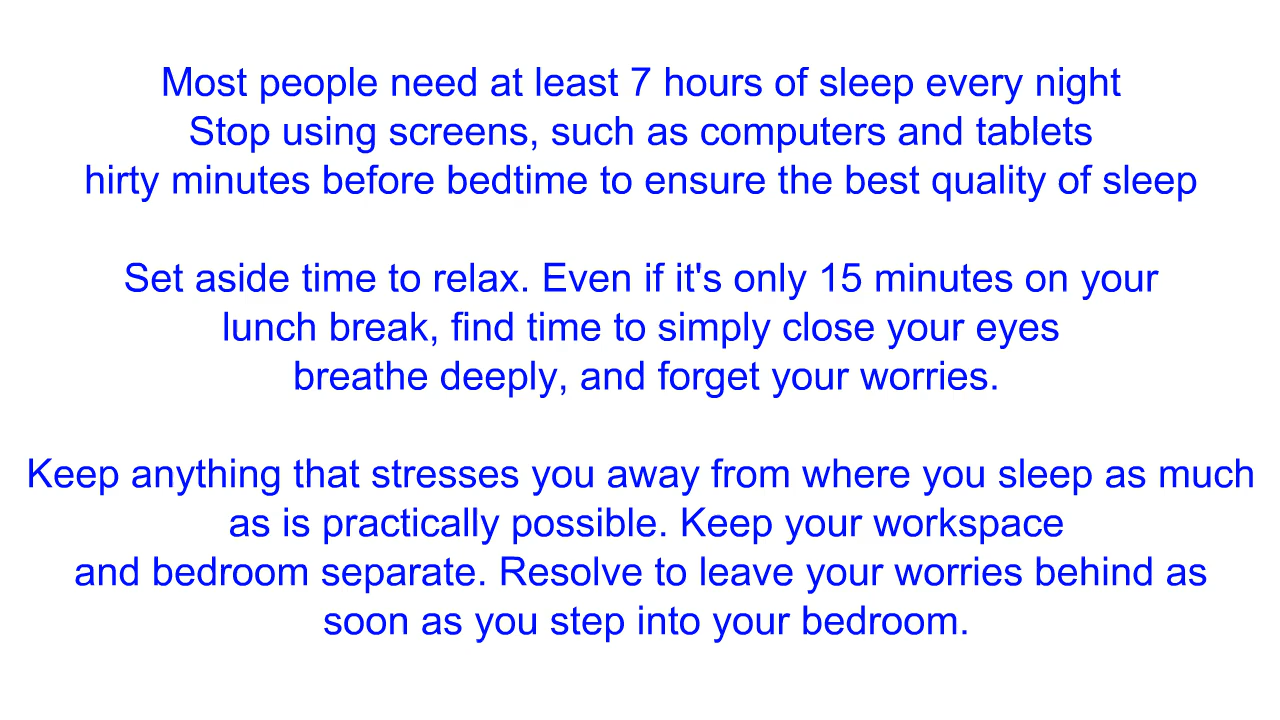 Most people need at least 7 hours of sleep every night
Stop using screens, such as computers and tablets
hirty minutes before bedtime to ensure the best quality of sleep
Set aside time to relax. Even if it's only 15 minutes on your
lunch break, find time to simply close your eyes
breathe deeply, and forget your worries.
Keep anything that stresses you away from where you sleep as much
as is practically possible. Keep your workspace
and bedroom separate. Resolve to leave your worries behind as
soon as you step into your bedroom.